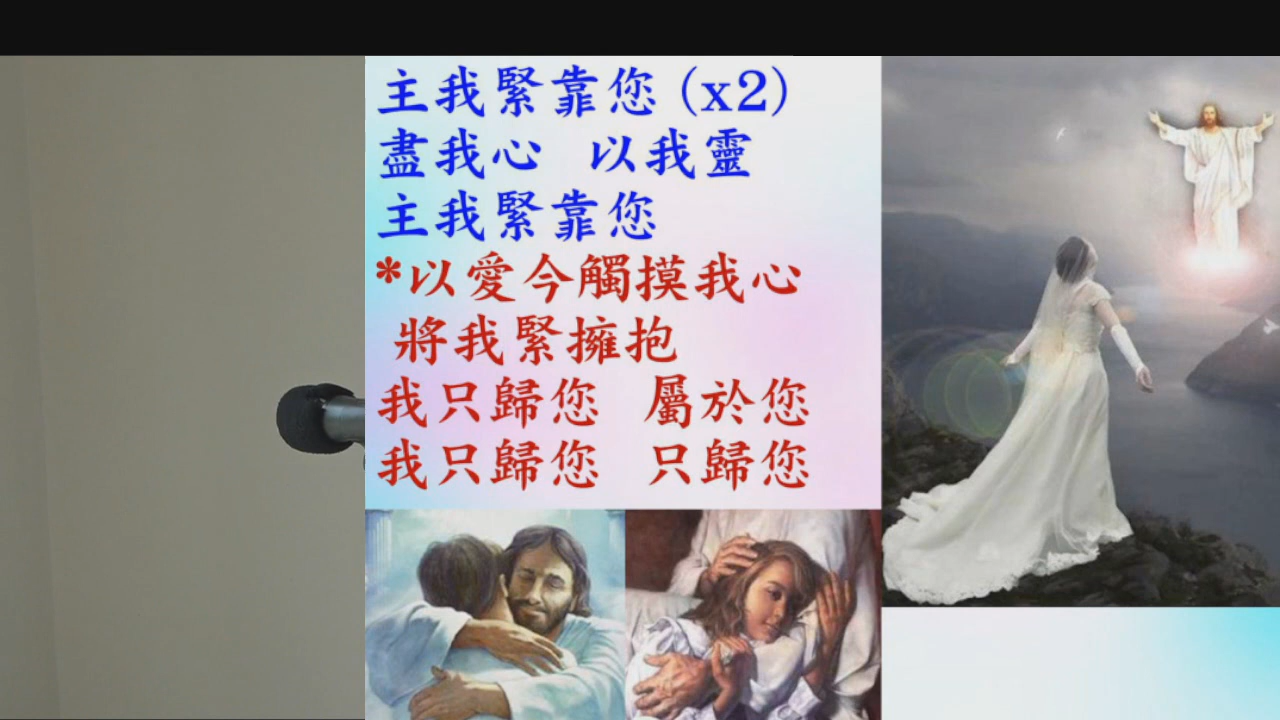 主我緊靠您 (x2)
盡我心 以我靈
主我緊靠您
*以愛今觸摸我心
將我緊擁抱
我只歸您 屬於您
我只歸您 只歸您